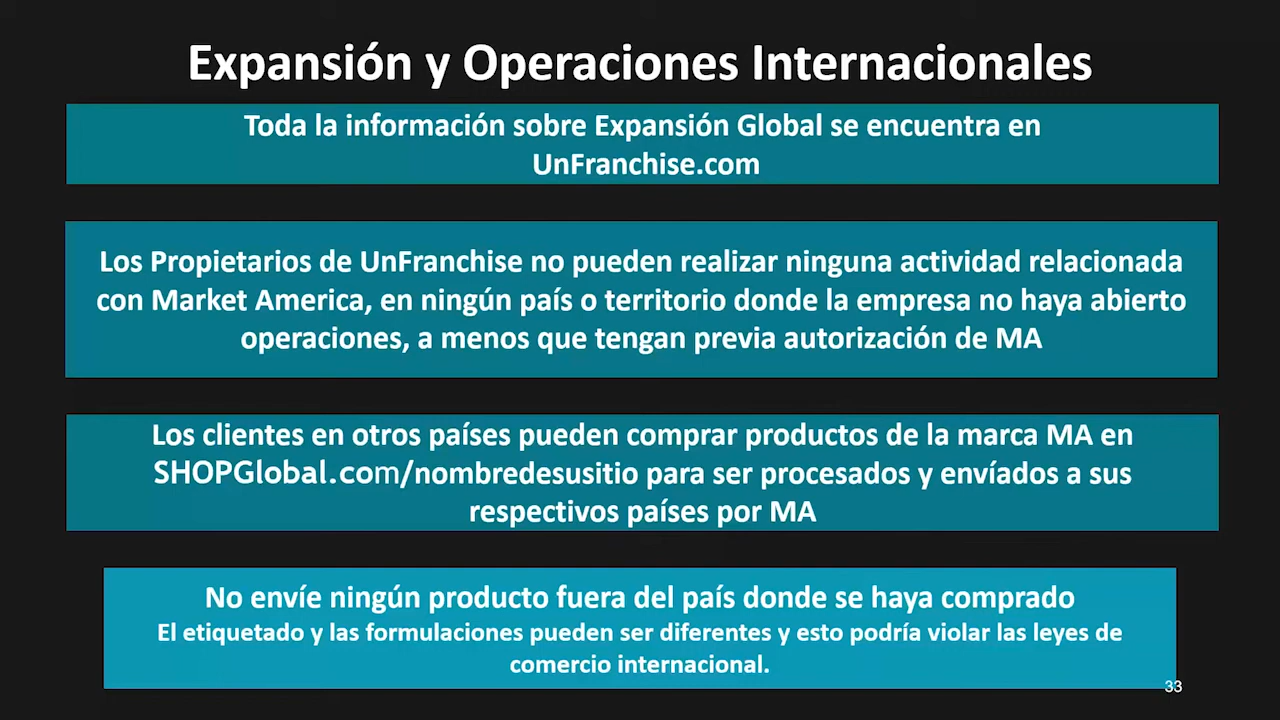 Expansión y Operaciones Internacionales
Toda la información sobre Expansión Global se encuentra en
UnFranchise.com
Los Propietarios de UnFranchise no pueden realizar ninguna actividad relacionada
con Market America, en ningún país o territorio donde la empresa no haya abierto
operaciones, a menos que tengan previa autorización de MA
Los clientes en otros países pueden comprar productos de la marca MA en
SHOPGlobal.com/nombredesusitio para ser procesados y envíados a sus
respectivos países por MA
No envíe ningún producto fuera del país donde se haya comprado
El etiquetado y las formulaciones pueden ser diferentes y esto podría violar las leyes de
comercio internacional.
33